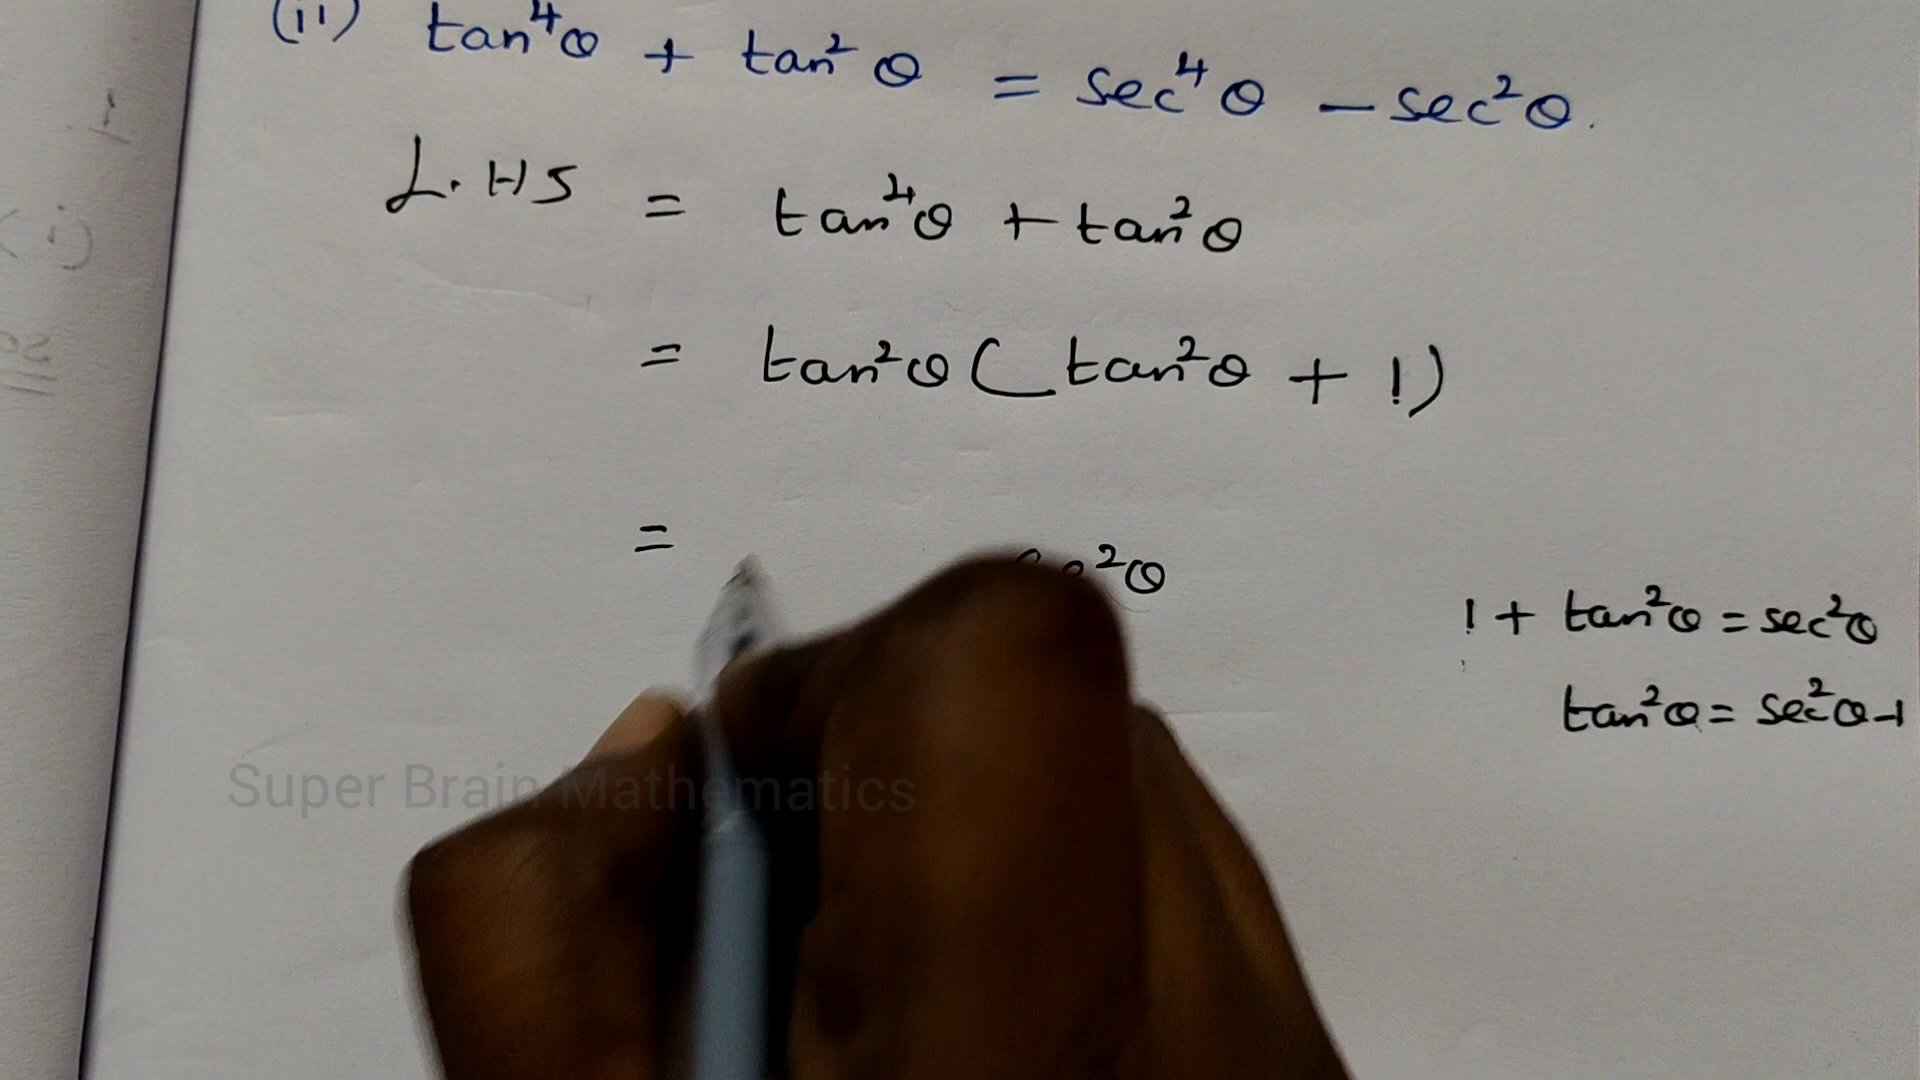 (ii) tan⁴θ + tan²θ = sec⁴θ – sec²θ.
L.HS = tan⁴θ + tan²θ
= tan²θ ( tan²θ + 1)
=
1 + tan²θ = sec²θ
tan²θ = sec²θ-1
Super Brain Mathematics